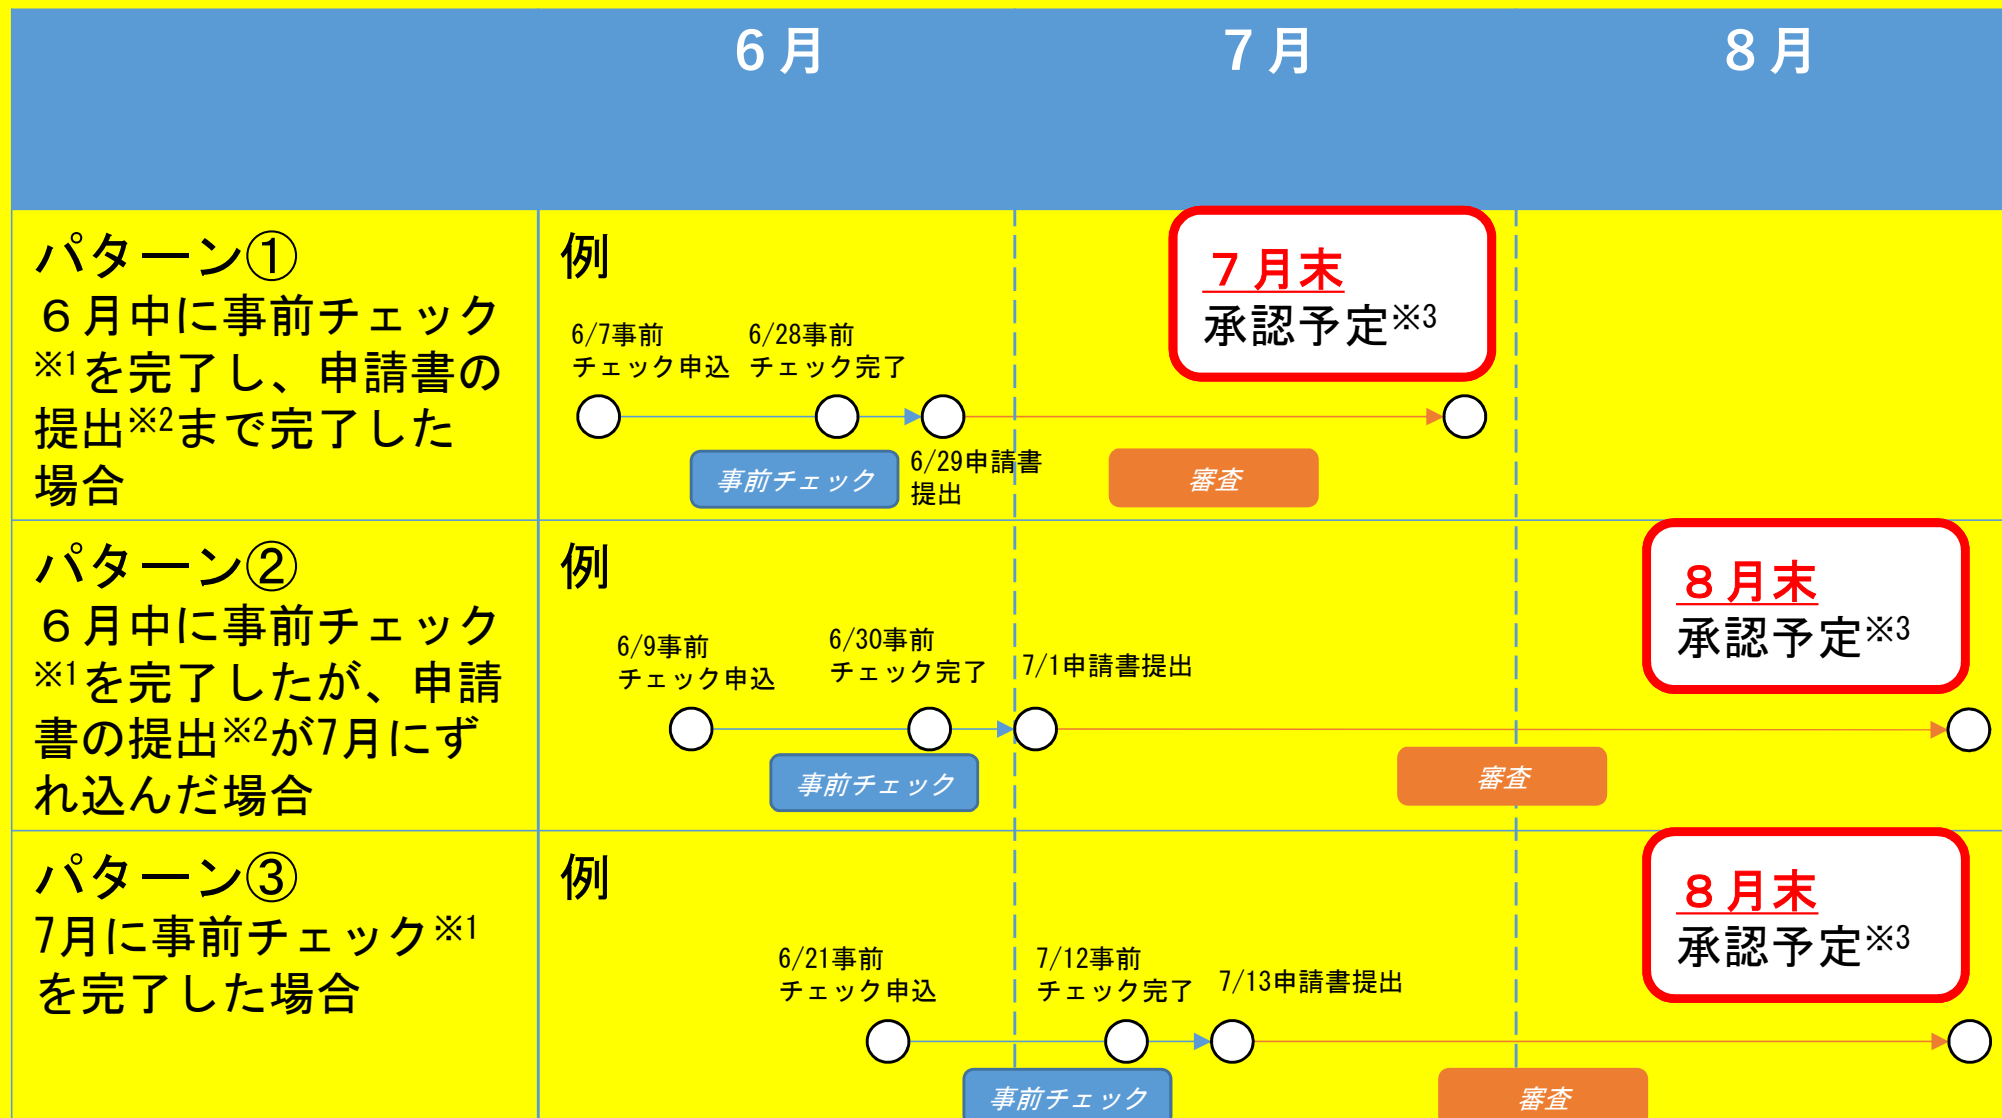 ６月
７月
８月
パターン①
６月中に事前チェック
※1を完了し、申請書の
提出※2まで完了した
場合
例
6/7事前
チェック申込
6/28事前
チェック完了
6/29申請書
提出
事前チェック
審査
７月末
承認予定※3
パターン②
６月中に事前チェック
※1を完了したが、申請
書の提出※2が7月にず
れ込んだ場合
例
6/9事前
チェック申込
6/30事前
チェック完了
7/1申請書提出
事前チェック
審査
８月末
承認予定※3
パターン③
7月に事前チェック※1
を完了した場合
例
6/21事前
チェック申込
7/12事前
チェック完了
7/13申請書提出
事前チェック
審査
８月末
承認予定※3